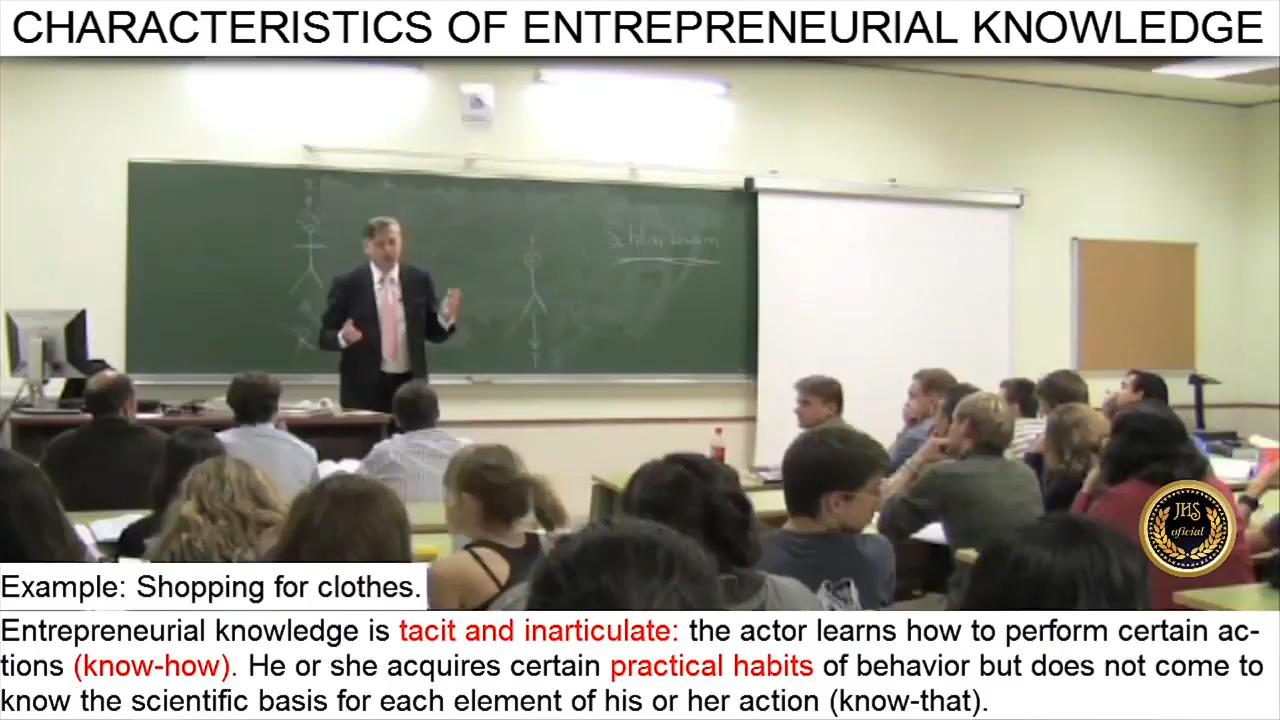 CHARACTERISTICS OF ENTREPRENEURIAL KNOWLEDGE
JHS
oficial
Example: Shopping for clothes.
Entrepreneurial knowledge is tacit and inarticulate: the actor learns how to perform certain ac-
tions (know-how). He or she acquires certain practical habits of behavior but does not come to
know the scientific basis for each element of his or her action (know-that).